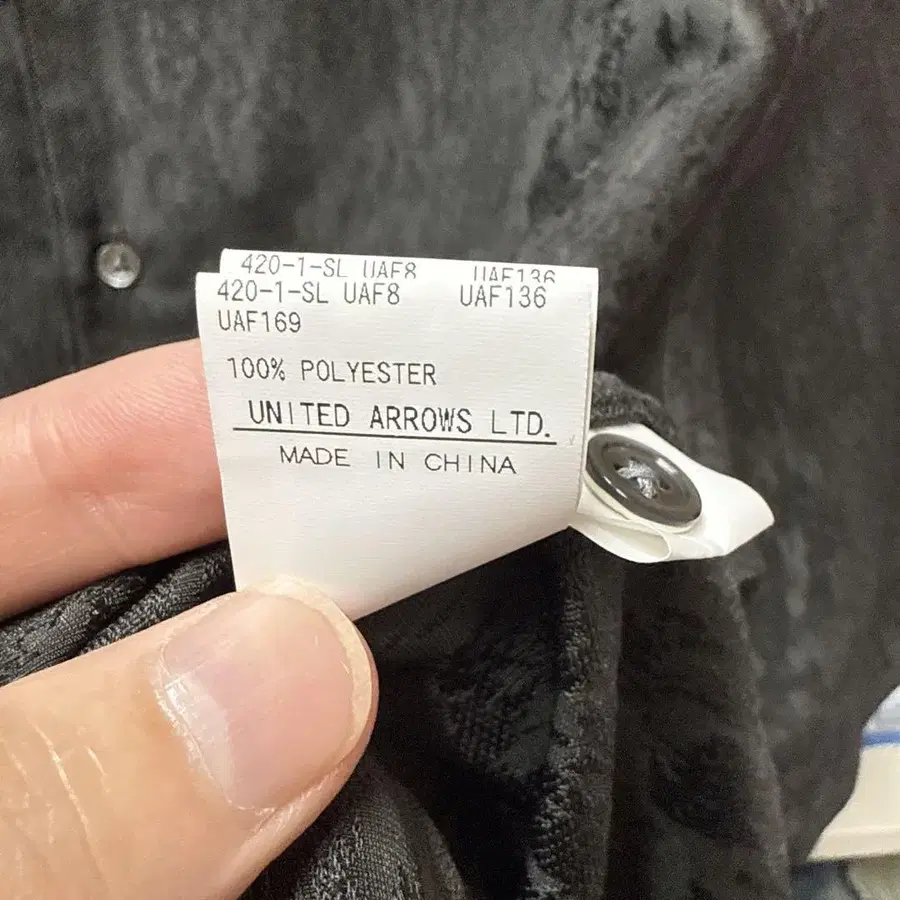 420-1-SL UAF8 UAF136
420-1-SL UAF8 UAF136
UAF169
100% POLYESTER
UNITED ARROWS LTD.
MADE IN CHINA